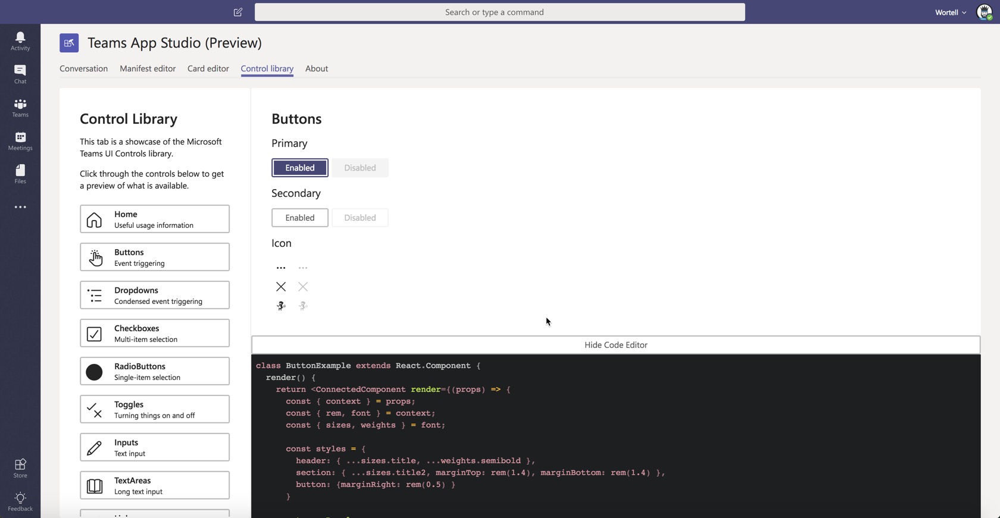 Search or type a command
Wortell
Activity
Chat
Teams
Meetings
Files
Store
Feedback
Teams App Studio (Preview)
Conversation
Manifest editor
Card editor
Control library
About
Control Library
This tab is a showcase of the Microsoft
Teams UI Controls library.
Click through the controls below to get
a preview of what is available.
Home
Useful usage information
Buttons
Event triggering
Dropdowns
Condensed event triggering
Checkboxes
Multi-item selection
RadioButtons
Single-item selection
Toggles
Turning things on and off
Inputs
Text input
TextAreas
Long text input
Buttons
Primary
Enabled
Disabled
Secondary
Enabled
Disabled
Icon
Hide Code Editor
class ButtonExample extends React.Component {
render() {
return <ConnectedComponent render={(props) => {
const { context } = props;
const { rem, font } = context;
const { sizes, weights } = font;
const styles = {
header: { ...sizes.title, ...weights.semibold },
section: { ...sizes.title2, marginTop: rem(1.4), marginBottom: rem(1.4) },
button: {marginRight: rem(0.5) }
}